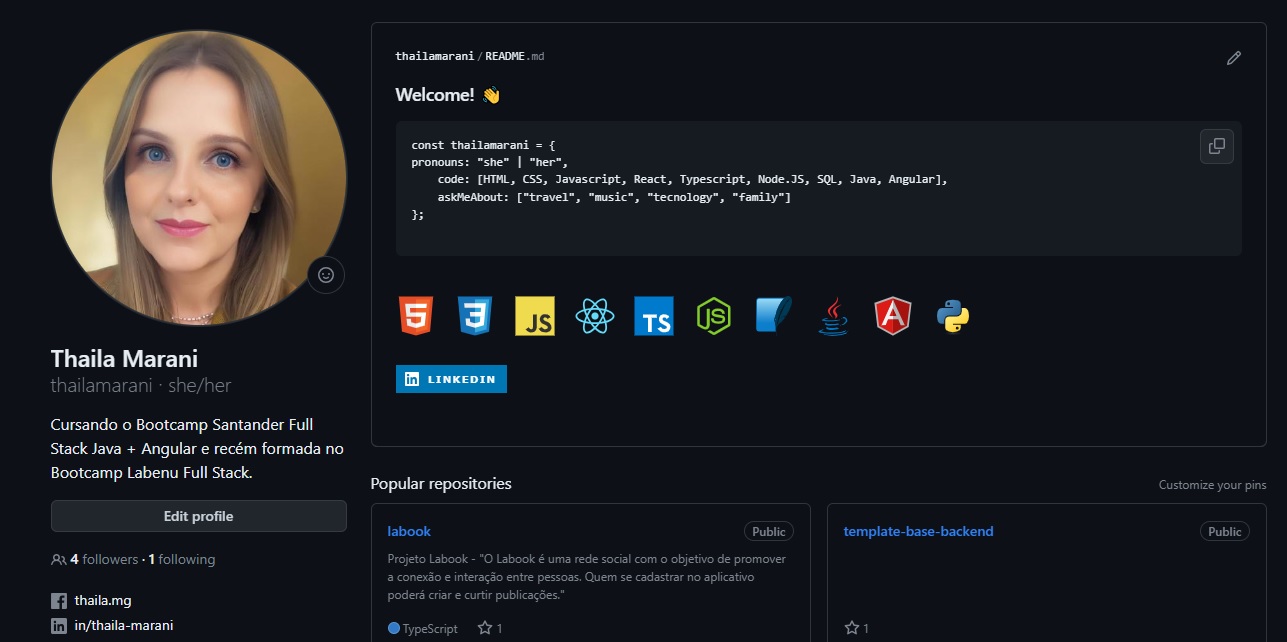 thailamarani/README.md
Welcome! 👋
const thailamarani = {
pronouns: "she" | "her",
code: [HTML, CSS, Javascript, React, Typescript, Node.JS, SQL, Java, Angular],
askMeAbout: ["travel", "music", "tecnology", "family"]
};
5 3 JS TS JS A
in LINKEDIN
Thaila Marani
thailamarani · she/her
Cursando o Bootcamp Santander Full
Stack Java + Angular e recém formada no
Bootcamp Labenu Full Stack.
Edit profile
4 followers · 1 following
thaila.mg
in/thaila-marani
Popular repositories
Customize your pins
labook
Public
Projeto Labook - "O Labook é uma rede social com o objetivo de promover
a conexão e interação entre pessoas. Quem se cadastrar no aplicativo
poderá criar e curtir publicações."
TypeScript
1
template-base-backend
Public
1